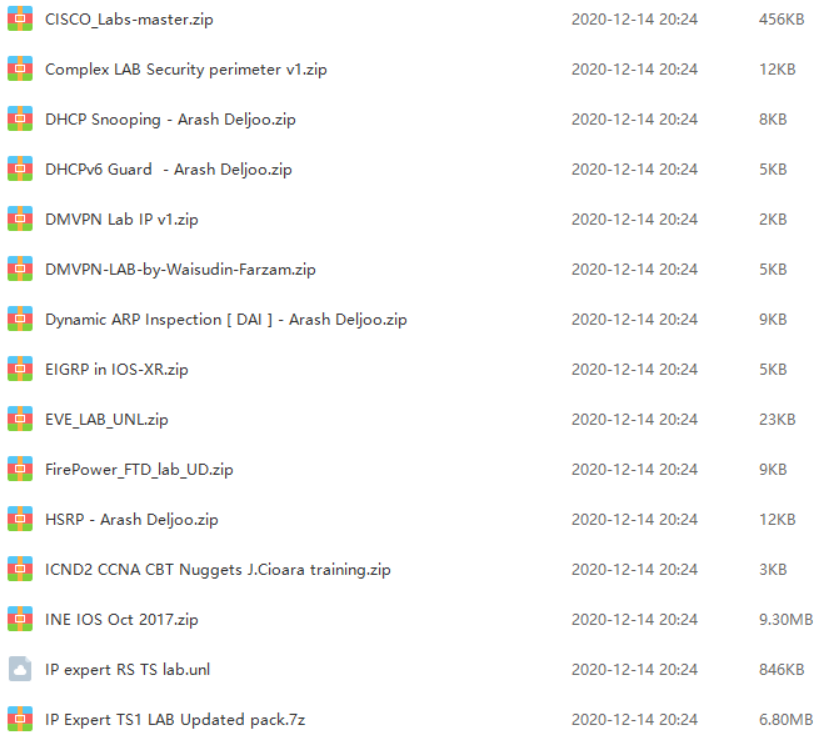 CISCO_Labs-master.zip 2020-12-14 20:24 456KB
Complex LAB Security perimeter v1.zip 2020-12-14 20:24 12KB
DHCP Snooping - Arash Deljoo.zip 2020-12-14 20:24 8KB
DHCPv6 Guard  - Arash Deljoo.zip 2020-12-14 20:24 5KB
DMVPN Lab IP v1.zip 2020-12-14 20:24 2KB
DMVPN-LAB-by-Waisudin-Farzam.zip 2020-12-14 20:24 5KB
Dynamic ARP Inspection [ DAI ] - Arash Deljoo.zip 2020-12-14 20:24 9KB
EIGRP in IOS-XR.zip 2020-12-14 20:24 5KB
EVE_LAB_UNL.zip 2020-12-14 20:24 23KB
FirePower_FTD_lab_UD.zip 2020-12-14 20:24 9KB
HSRP - Arash Deljoo.zip 2020-12-14 20:24 12KB
ICND2 CCNA CBT Nuggets J.Cioara training.zip 2020-12-14 20:24 3KB
INE IOS Oct 2017.zip 2020-12-14 20:24 9.30MB
IP expert RS TS lab.unl 2020-12-14 20:24 846KB
IP Expert TS1 LAB Updated pack.7z 2020-12-14 20:24 6.80MB